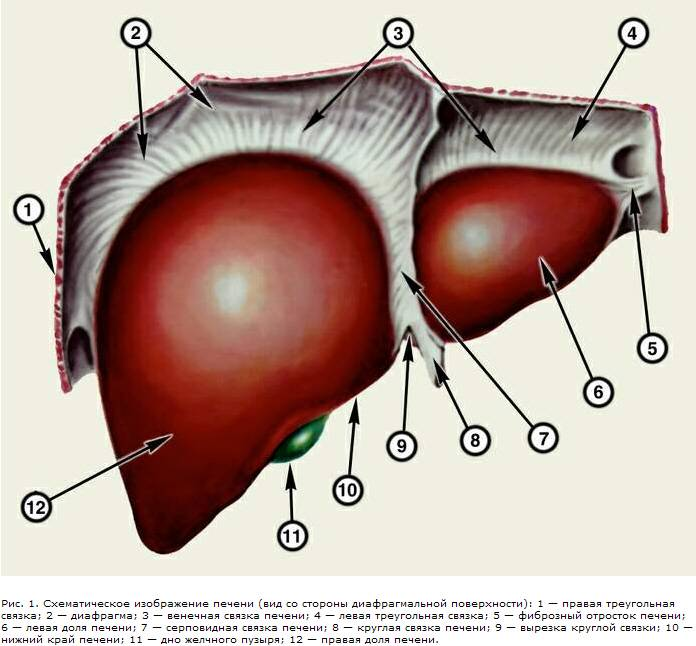 2 3 4
1
5
6
7
8
9
10
11
12
Рис. 1. Схематическое изображение печени (вид со стороны диафрагмальной поверхности): 1 — правая треугольная
связка; 2 — диафрагма; 3 — венечная связка печени; 4 — левая треугольная связка; 5 — фиброзный отросток печени;
6 — левая доля печени; 7 — серповидная связка печени; 8 — круглая связка печени; 9 — вырезка круглой связки; 10 —
нижний край печени; 11 — дно желчного пузыря; 12 — правая доля печени.